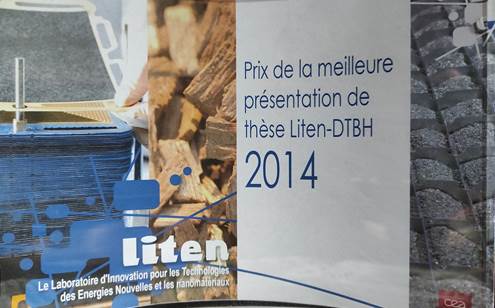 Prix de la meilleure
présentation de
thèse Liten-DTBH
2014
liten
Le Laboratoire d'Innovation pour les Technologies
des Energies Nouvelles et les nanomatériaux
cea